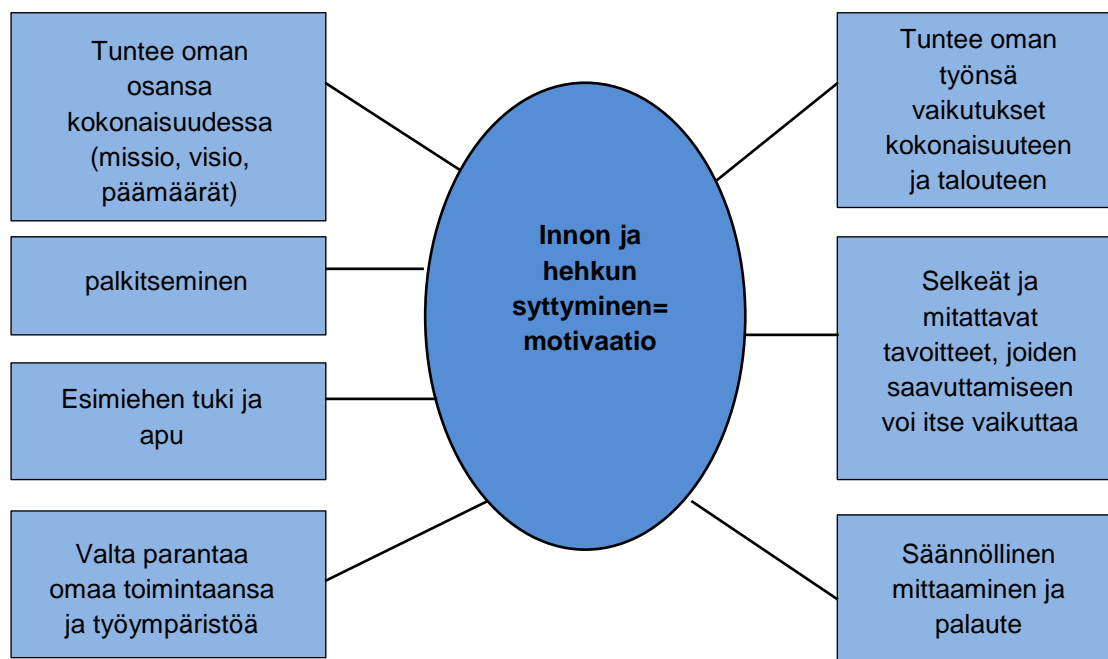 Tuntee oman
osansa
kokonaisuudessa
(missio, visio,
päämäärät)
palkitseminen
Esimiehen tuki ja
apu
Valta parantaa
omaa toimintaansa
ja työympäristöä
Innon ja
hehkun
syttyminen=
motivaatio
Tuntee oman
työnsä
vaikutukset
kokonaisuuteen
ja talouteen
Selkeät ja
mitattavat
tavoitteet, joiden
saavuttamiseen
voi itse vaikuttaa
Säännöllinen
mittaaminen ja
palaute